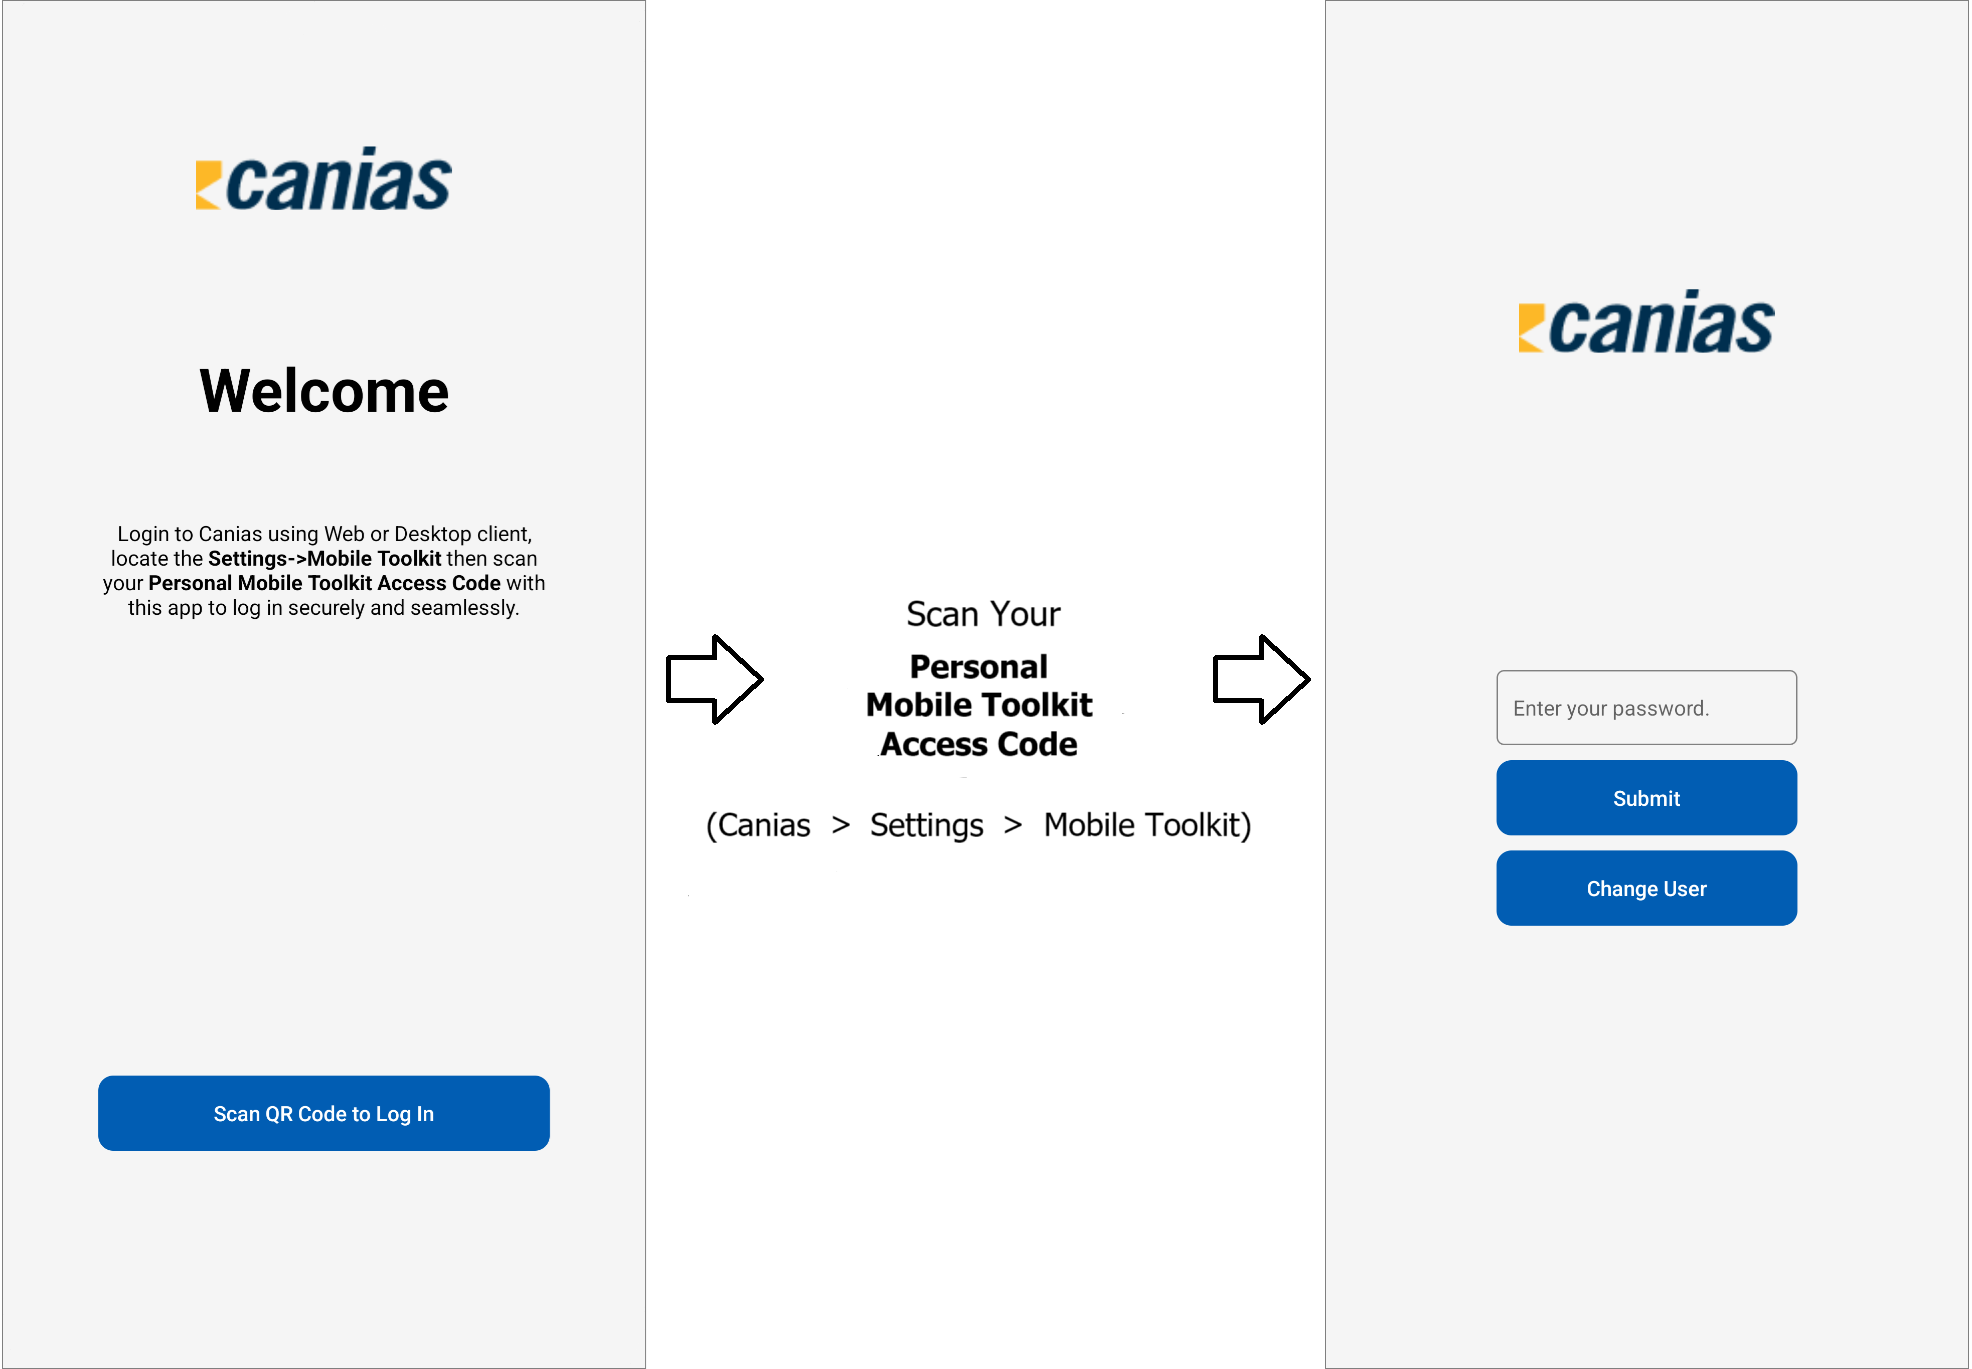 canias
Welcome
Login to Canias using Web or Desktop client,
locate the Settings->Mobile Toolkit then scan
your Personal Mobile Toolkit Access Code with
this app to log in securely and seamlessly.
Scan QR Code to Log In
Scan Your
Personal
Mobile Toolkit
Access Code
(Canias > Settings > Mobile Toolkit)
canias
Enter your password.
Submit
Change User